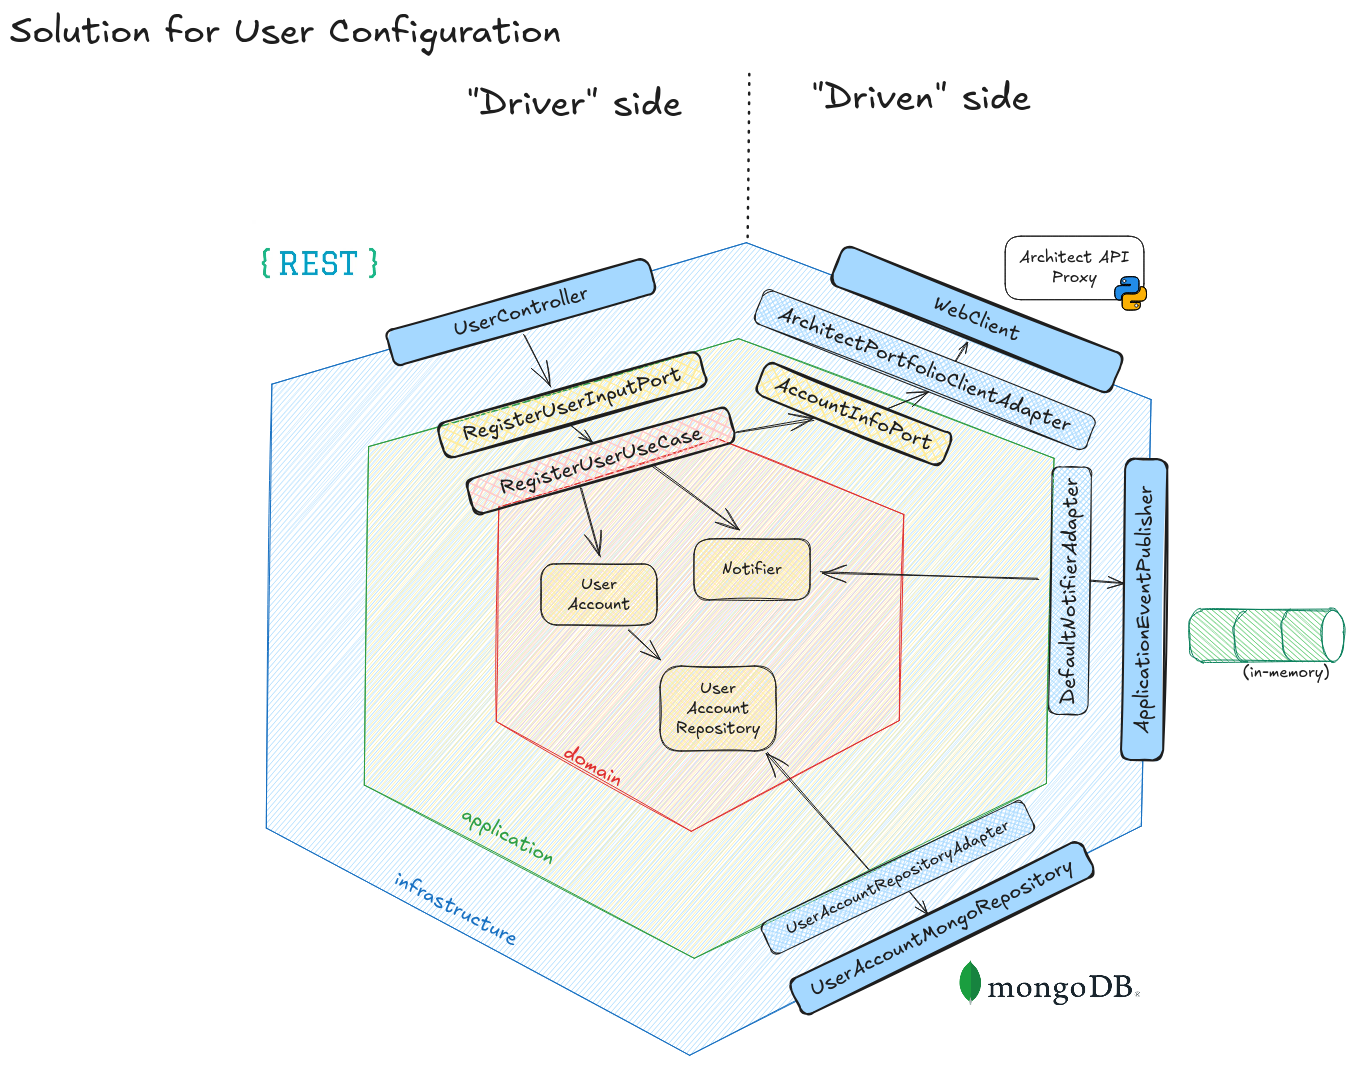 Solution for User Configuration
"Driver" side
"Driven" side
{ REST }
Architect API
Proxy
UserController
WebClient
ArchitectPortfolioClientAdapter
RegisterUserInputPort
AccountInfoPort
RegisterUserUseCase
User
Account
Notifier
DefaultNotifierAdapter
ApplicationEventPublisher
(in-memory)
User
Account
Repository
domain
application
infrastructure
UserAccountRepositoryAdapter
UserAccountMongoRepository
mongoDB®